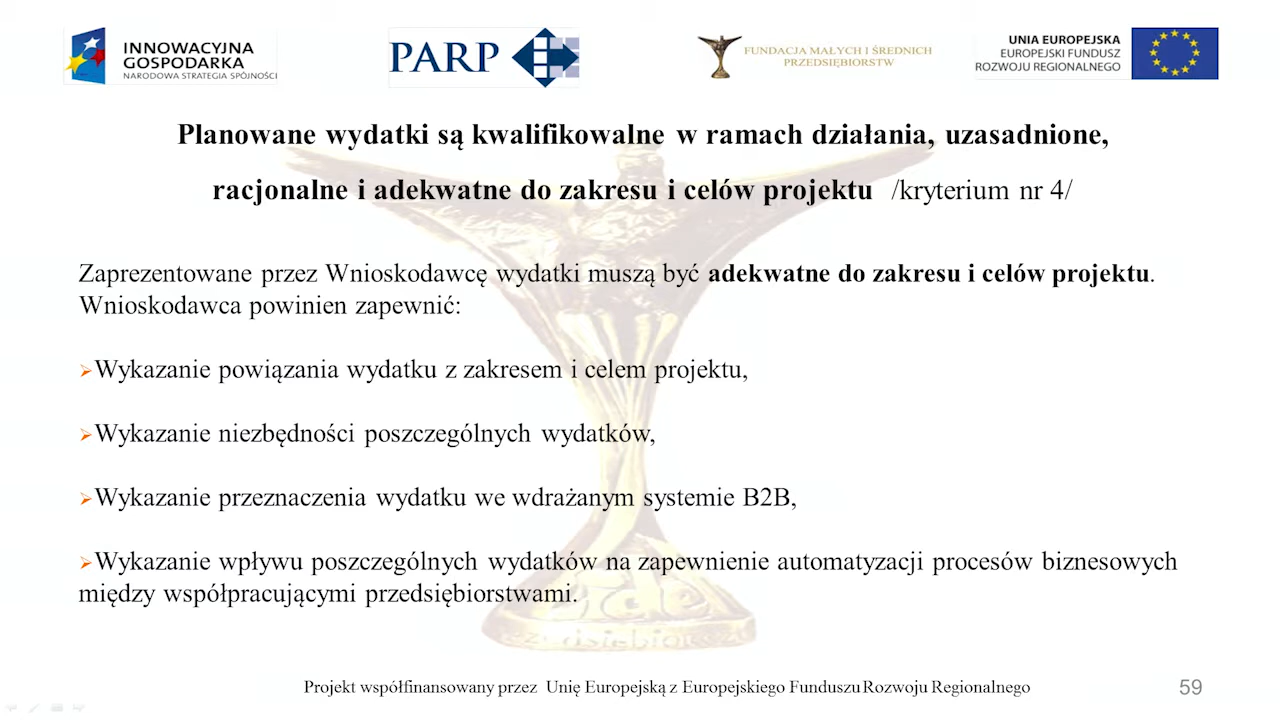 INNOWACYJNA
GOSPODARKA
NARODOWA STRATEGIA SPÓJNOŚCI
PARP
FUNDACJA MAŁYCH I ŚREDNICH
PRZEDSIĘBIORSTW
UNIA EUROPEJSKA
EUROPEJSKI FUNDUSZ
ROZWOJU REGIONALNEGO
Planowane wydatki są kwalifikowalne w ramach działania, uzasadnione,
racjonalne i adekwatne do zakresu i celów projektu /kryterium nr 4/
Zaprezentowane przez Wnioskodawcę wydatki muszą być adekwatne do zakresu i celów projektu.
Wnioskodawca powinien zapewnić:
➢Wykazanie powiązania wydatku z zakresem i celem projektu,
➢Wykazanie niezbędności poszczególnych wydatków,
➢Wykazanie przeznaczenia wydatku we wdrażanym systemie B2B,
➢Wykazanie wpływu poszczególnych wydatków na zapewnienie automatyzacji procesów biznesowych
między współpracującymi przedsiębiorstwami.
Projekt współfinansowany przez Unię Europejską z Europejskiego Funduszu Rozwoju Regionalnego
59